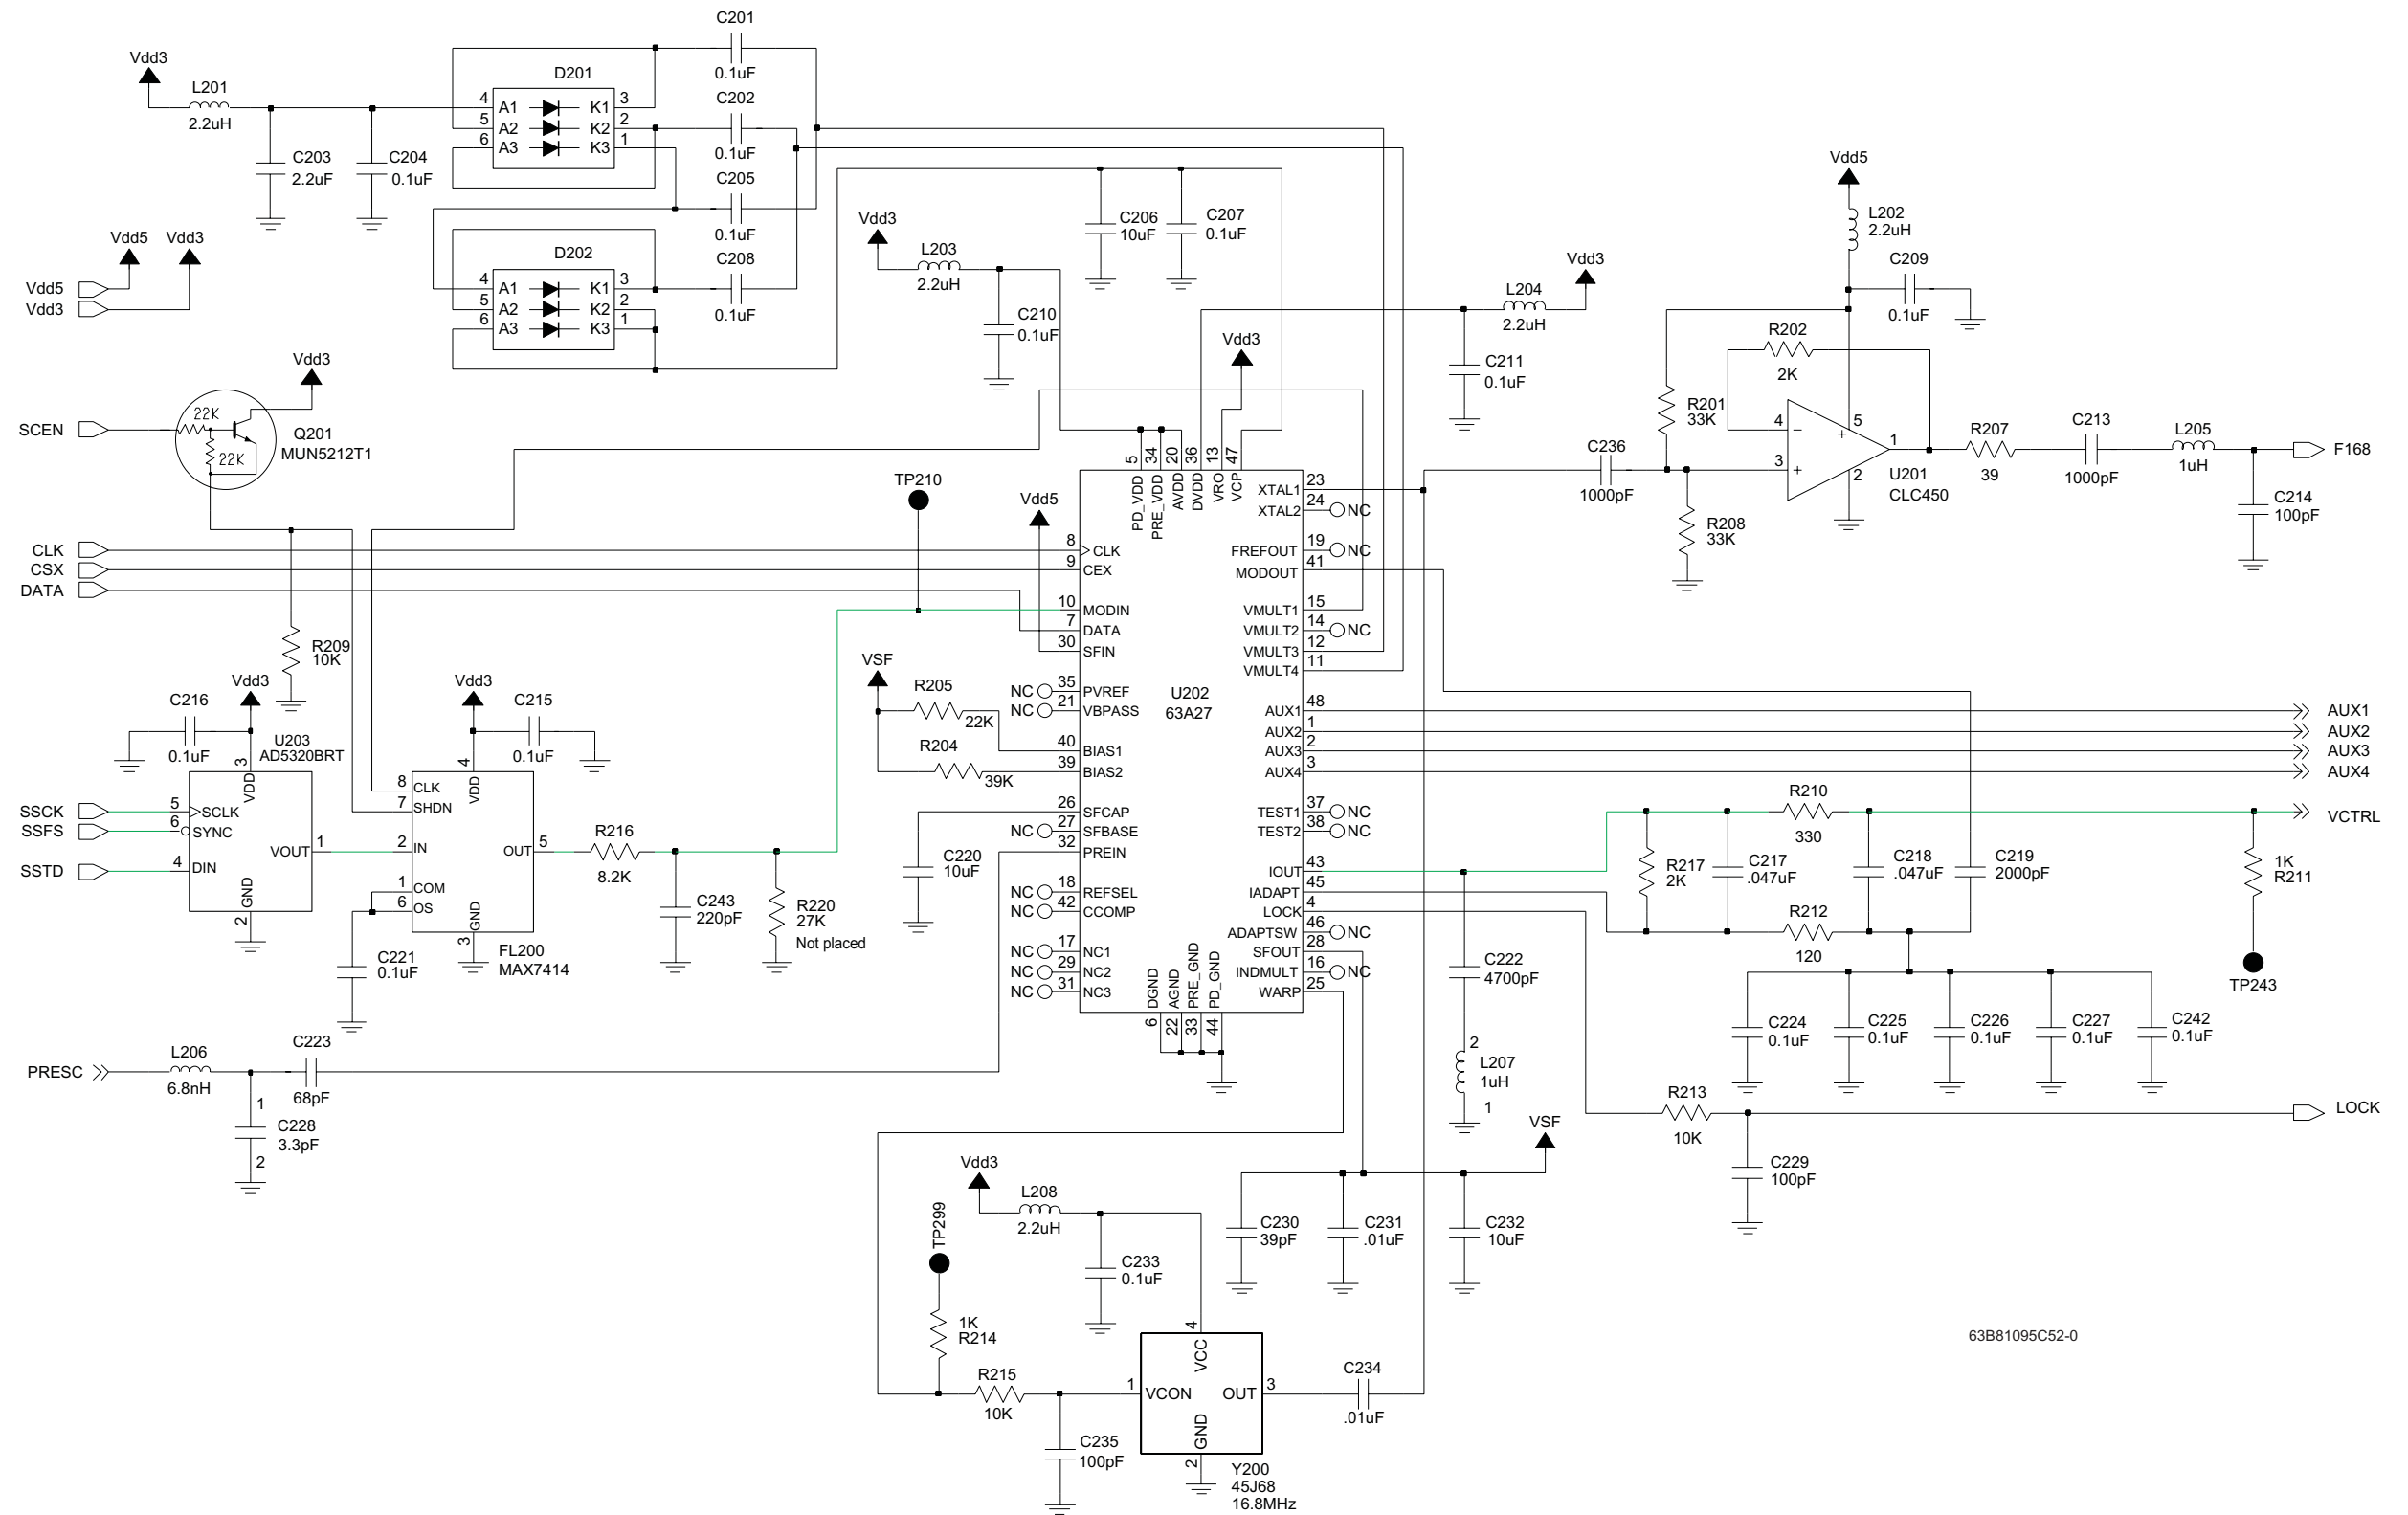 C201
0.1uF
Vdd3
L201
2.2uH
D201
4 A1 K1 3
5 A2 K2 2
6 A3 K3 1
C202
0.1uF
C203
2.2uF
C204
0.1uF
C205
0.1uF
Vdd5
Vdd3
Vdd5
Vdd3
D202
4 A1 K1 3
5 A2 K2 2
6 A3 K3 1
C208
0.1uF
Vdd3
L203
2.2uH
C210
0.1uF
C206
10uF
C207
0.1uF
Vdd3
L204
2.2uH
C211
0.1uF
Vdd3
Vdd5
L202
2.2uH
C209
0.1uF
R202
2K
R201
33K
C236
1000pF
R208
33K
4
3
5
1
2
−
+
+
U201
CLC450
R207
39
C213
1000pF
L205
1uH
F168
C214
100pF
SCEN
22K
22K
Vdd3
Q201
MUN5212T1
TP210
Vdd5
CLK
CSX
DATA
R209
10K
5 PD_VDD
34 PRE_VDD
20 AVDD
36 DVDD
13 VRO
47 VCP
8 CLK
9 CEX
10 MODIN
7 DATA
30 SFIN
NC 35 PVREF
NC 21 VBPASS
40 BIAS1
39 BIAS2
26 SFCAP
NC 27 SFBASE
32 PREIN
NC 18 REFSEL
NC 42 CCOMP
NC 17 NC1
NC 29 NC2
NC 31 NC3
U202
63A27
XTAL1 23
XTAL2 24 NC
FREFOUT 19 NC
MODOUT 41
VMULT1 15
VMULT2 14 NC
VMULT3 12
VMULT4 11
AUX1 48
AUX2 1
AUX3 2
AUX4 3
TEST1 37 NC
TEST2 38 NC
IOUT 43
IADAPT 45
LOCK 4
ADAPTSW 46 NC
SFOUT 28
INDMULT 16 NC
WARP 25
DGND 6
AGND 22
PRE_GND 33
PD_GND 44
VSF
R205
22K
R204
39K
C220
10uF
C216
0.1uF
Vdd3
U203
AD5320BRT
3 VDD
SSCK
SSFS
SSTD
5 SCLK
6 SYNC
4 DIN
VOUT 1
GND 2
Vdd3
C215
0.1uF
4 VDD
8 CLK
7 SHDN
2 IN
1 COM
6 OS
OUT 5
GND 3
FL200
MAX7414
C221
0.1uF
R216
8.2K
C243
220pF
R220
27K
Not placed
PRESC
L206
6.8nH
C223
68pF
1
C228
3.3pF
2
AUX1
AUX2
AUX3
AUX4
VCTRL
R210
330
R217
2K
C217
.047uF
C218
.047uF
C219
2000pF
R212
120
1K
R211
TP243
C222
4700pF
2
L207
1uH
1
C224
0.1uF
C225
0.1uF
C226
0.1uF
C227
0.1uF
C242
0.1uF
R213
10K
LOCK
C229
100pF
VSF
C230
39pF
C231
.01uF
C232
10uF
Vdd3
L208
2.2uH
C233
0.1uF
TP299
1K
R214
R215
10K
C235
100pF
4 VCC
1 VCON
OUT 3
GND 2
Y200
45J68
16.8MHz
C234
.01uF
63B81095C52-0